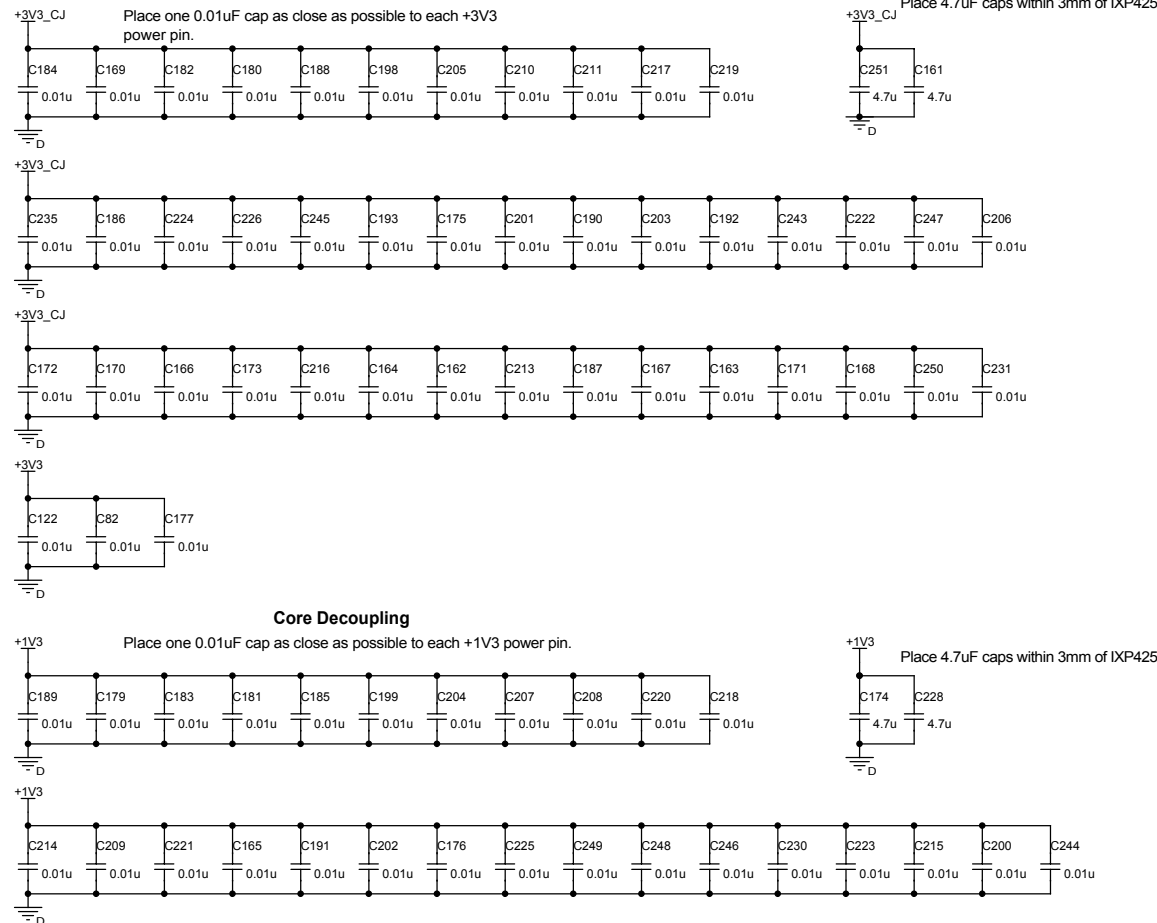 Place 4.7uF caps within 3mm of IXP425
+3V3_CJ
Place one 0.01uF cap as close as possible to each +3V3
power pin.
+3V3_CJ
C184 C169 C182 C180 C188 C198 C205 C210 C211 C217 C219
0.01u 0.01u 0.01u 0.01u 0.01u 0.01u 0.01u 0.01u 0.01u 0.01u 0.01u
D
C251 C161
4.7u 4.7u
D
+3V3_CJ
C235 C186 C224 C226 C245 C193 C175 C201 C190 C203 C192 C243 C222 C247 C206
0.01u 0.01u 0.01u 0.01u 0.01u 0.01u 0.01u 0.01u 0.01u 0.01u 0.01u 0.01u 0.01u 0.01u 0.01u
D
+3V3_CJ
C172 C170 C166 C173 C216 C164 C162 C213 C187 C167 C163 C171 C168 C250 C231
0.01u 0.01u 0.01u 0.01u 0.01u 0.01u 0.01u 0.01u 0.01u 0.01u 0.01u 0.01u 0.01u 0.01u 0.01u
D
+3V3
C122 C82 C177
0.01u 0.01u 0.01u
D
Core Decoupling
+1V3
Place one 0.01uF cap as close as possible to each +1V3 power pin.
C189 C179 C183 C181 C185 C199 C204 C207 C208 C220 C218
0.01u 0.01u 0.01u 0.01u 0.01u 0.01u 0.01u 0.01u 0.01u 0.01u 0.01u
D
+1V3
Place 4.7uF caps within 3mm of IXP425
C174 C228
4.7u 4.7u
D
+1V3
C214 C209 C221 C165 C191 C202 C176 C225 C249 C248 C246 C230 C223 C215 C200 C244
0.01u 0.01u 0.01u 0.01u 0.01u 0.01u 0.01u 0.01u 0.01u 0.01u 0.01u 0.01u 0.01u 0.01u 0.01u 0.01u
D